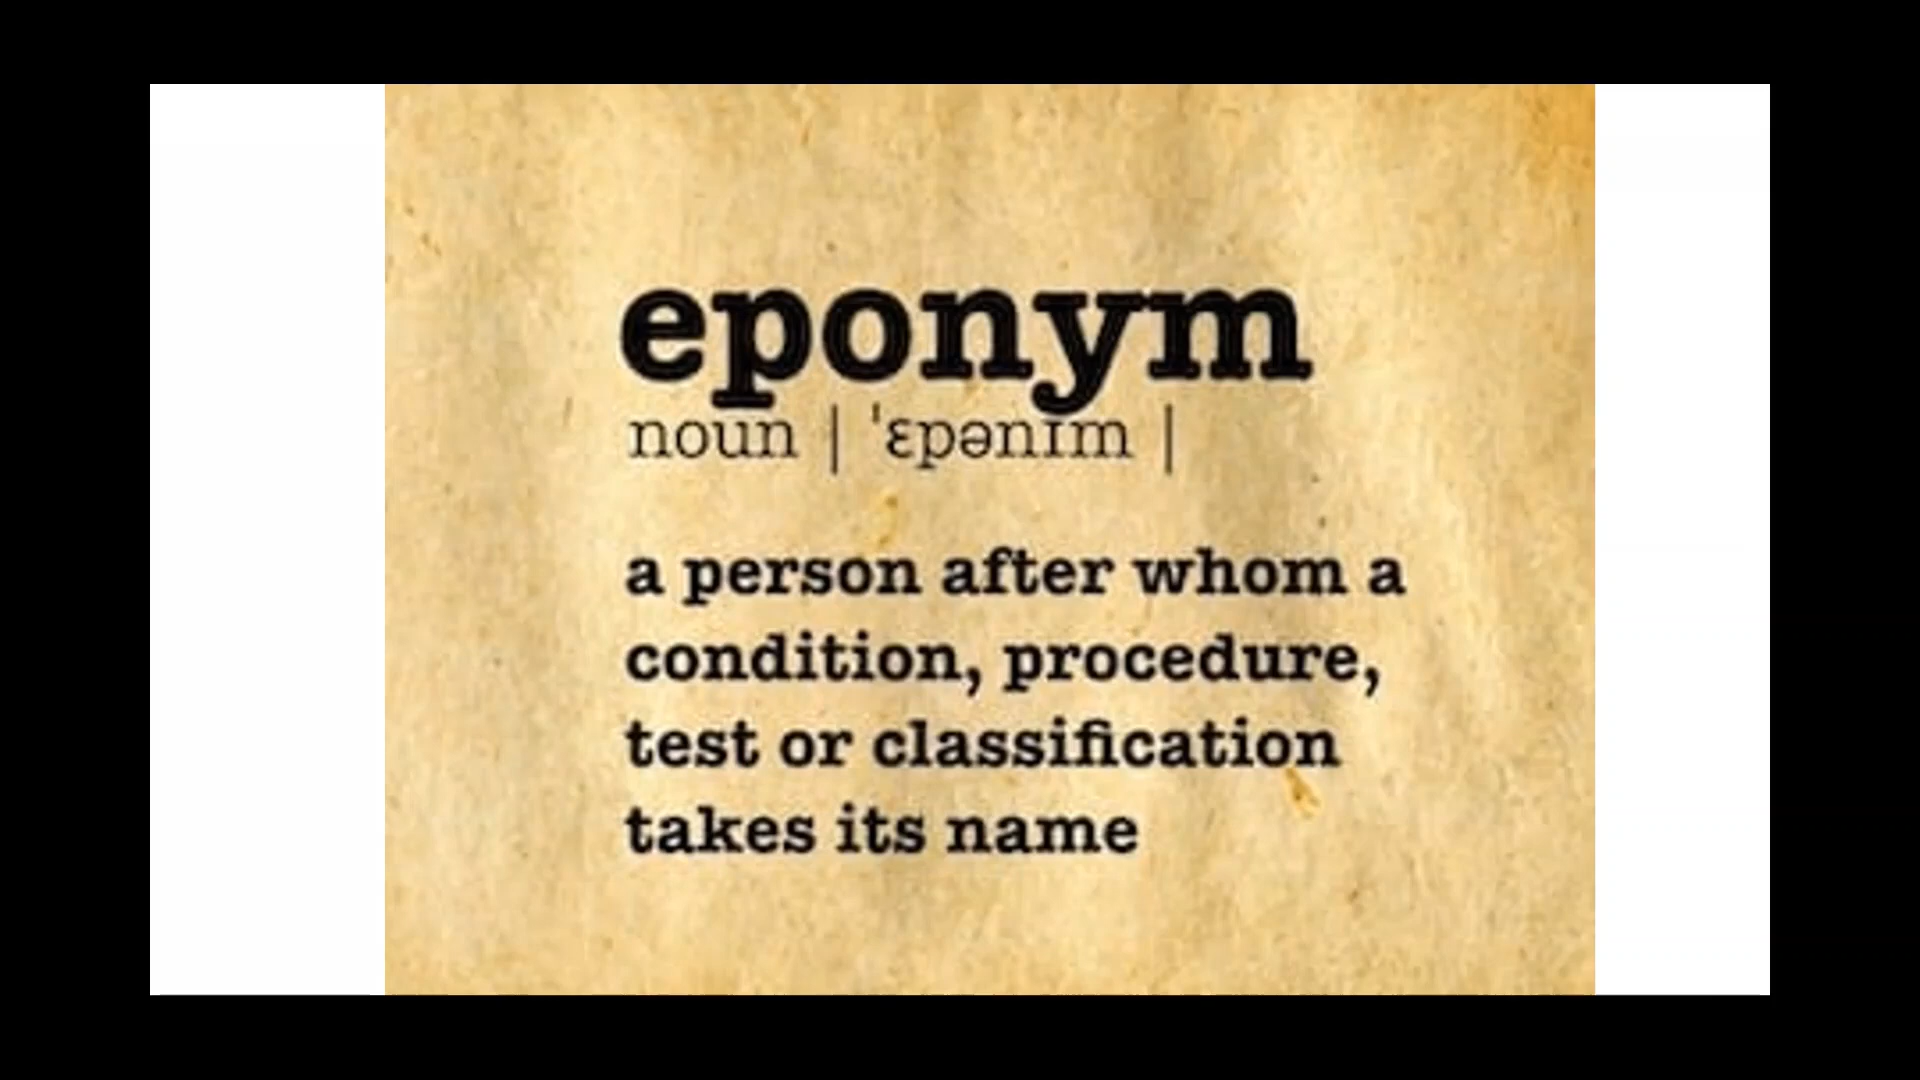 eponym
noun | ˈɛpənɪm |
a person after whom a
condition, procedure,
test or classification
takes its name